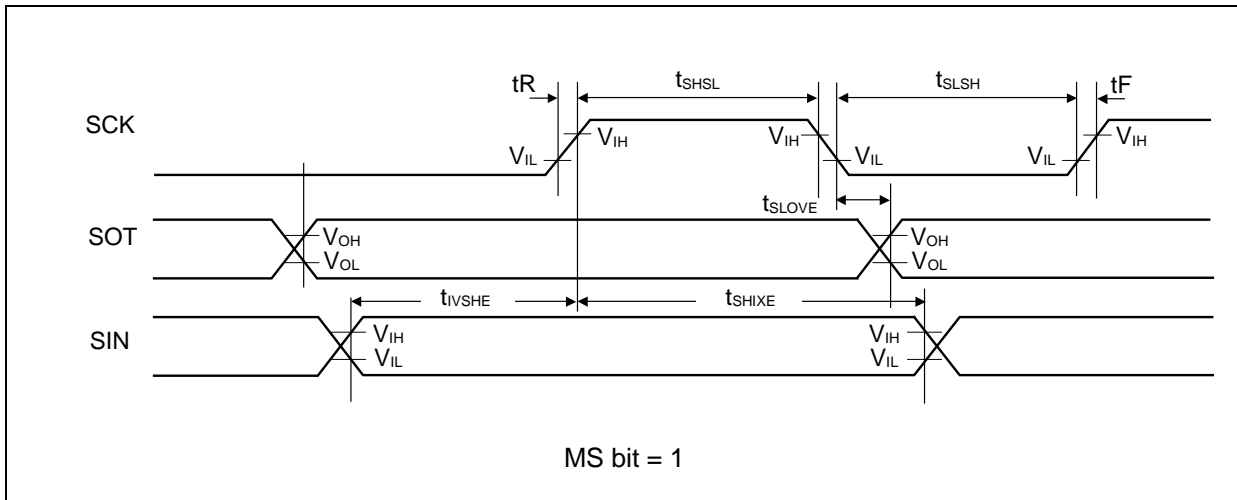 tR tSHSL tSLSH tF
SCK
VIH VIH VIH
VIL VIL VIL
tSLOVE
SOT
VOH VOH
VOL VOL
tIVSHE tSHIXE
SIN
VIH VIH
VIL VIL
MS bit = 1